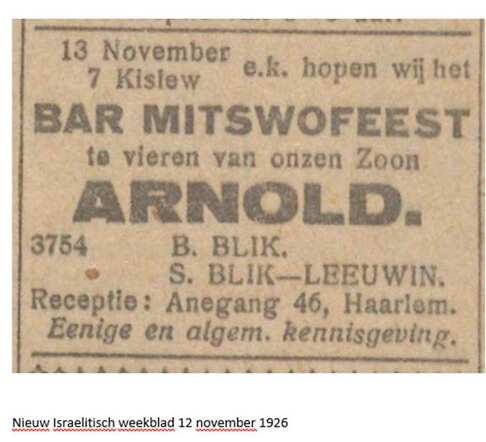 13 November
7 Kislew
e.k. hopen wij het
BAR MITSWOFEEST
te vieren van onzen Zoon
ARNOLD.
3754 B. BLIK.
S. BLIK—LEEUWIN.
Receptie: Anegang 46, Haarlem.
Eenige en algem. kennisgeving.
Nieuw Israelitisch weekblad 12 november 1926